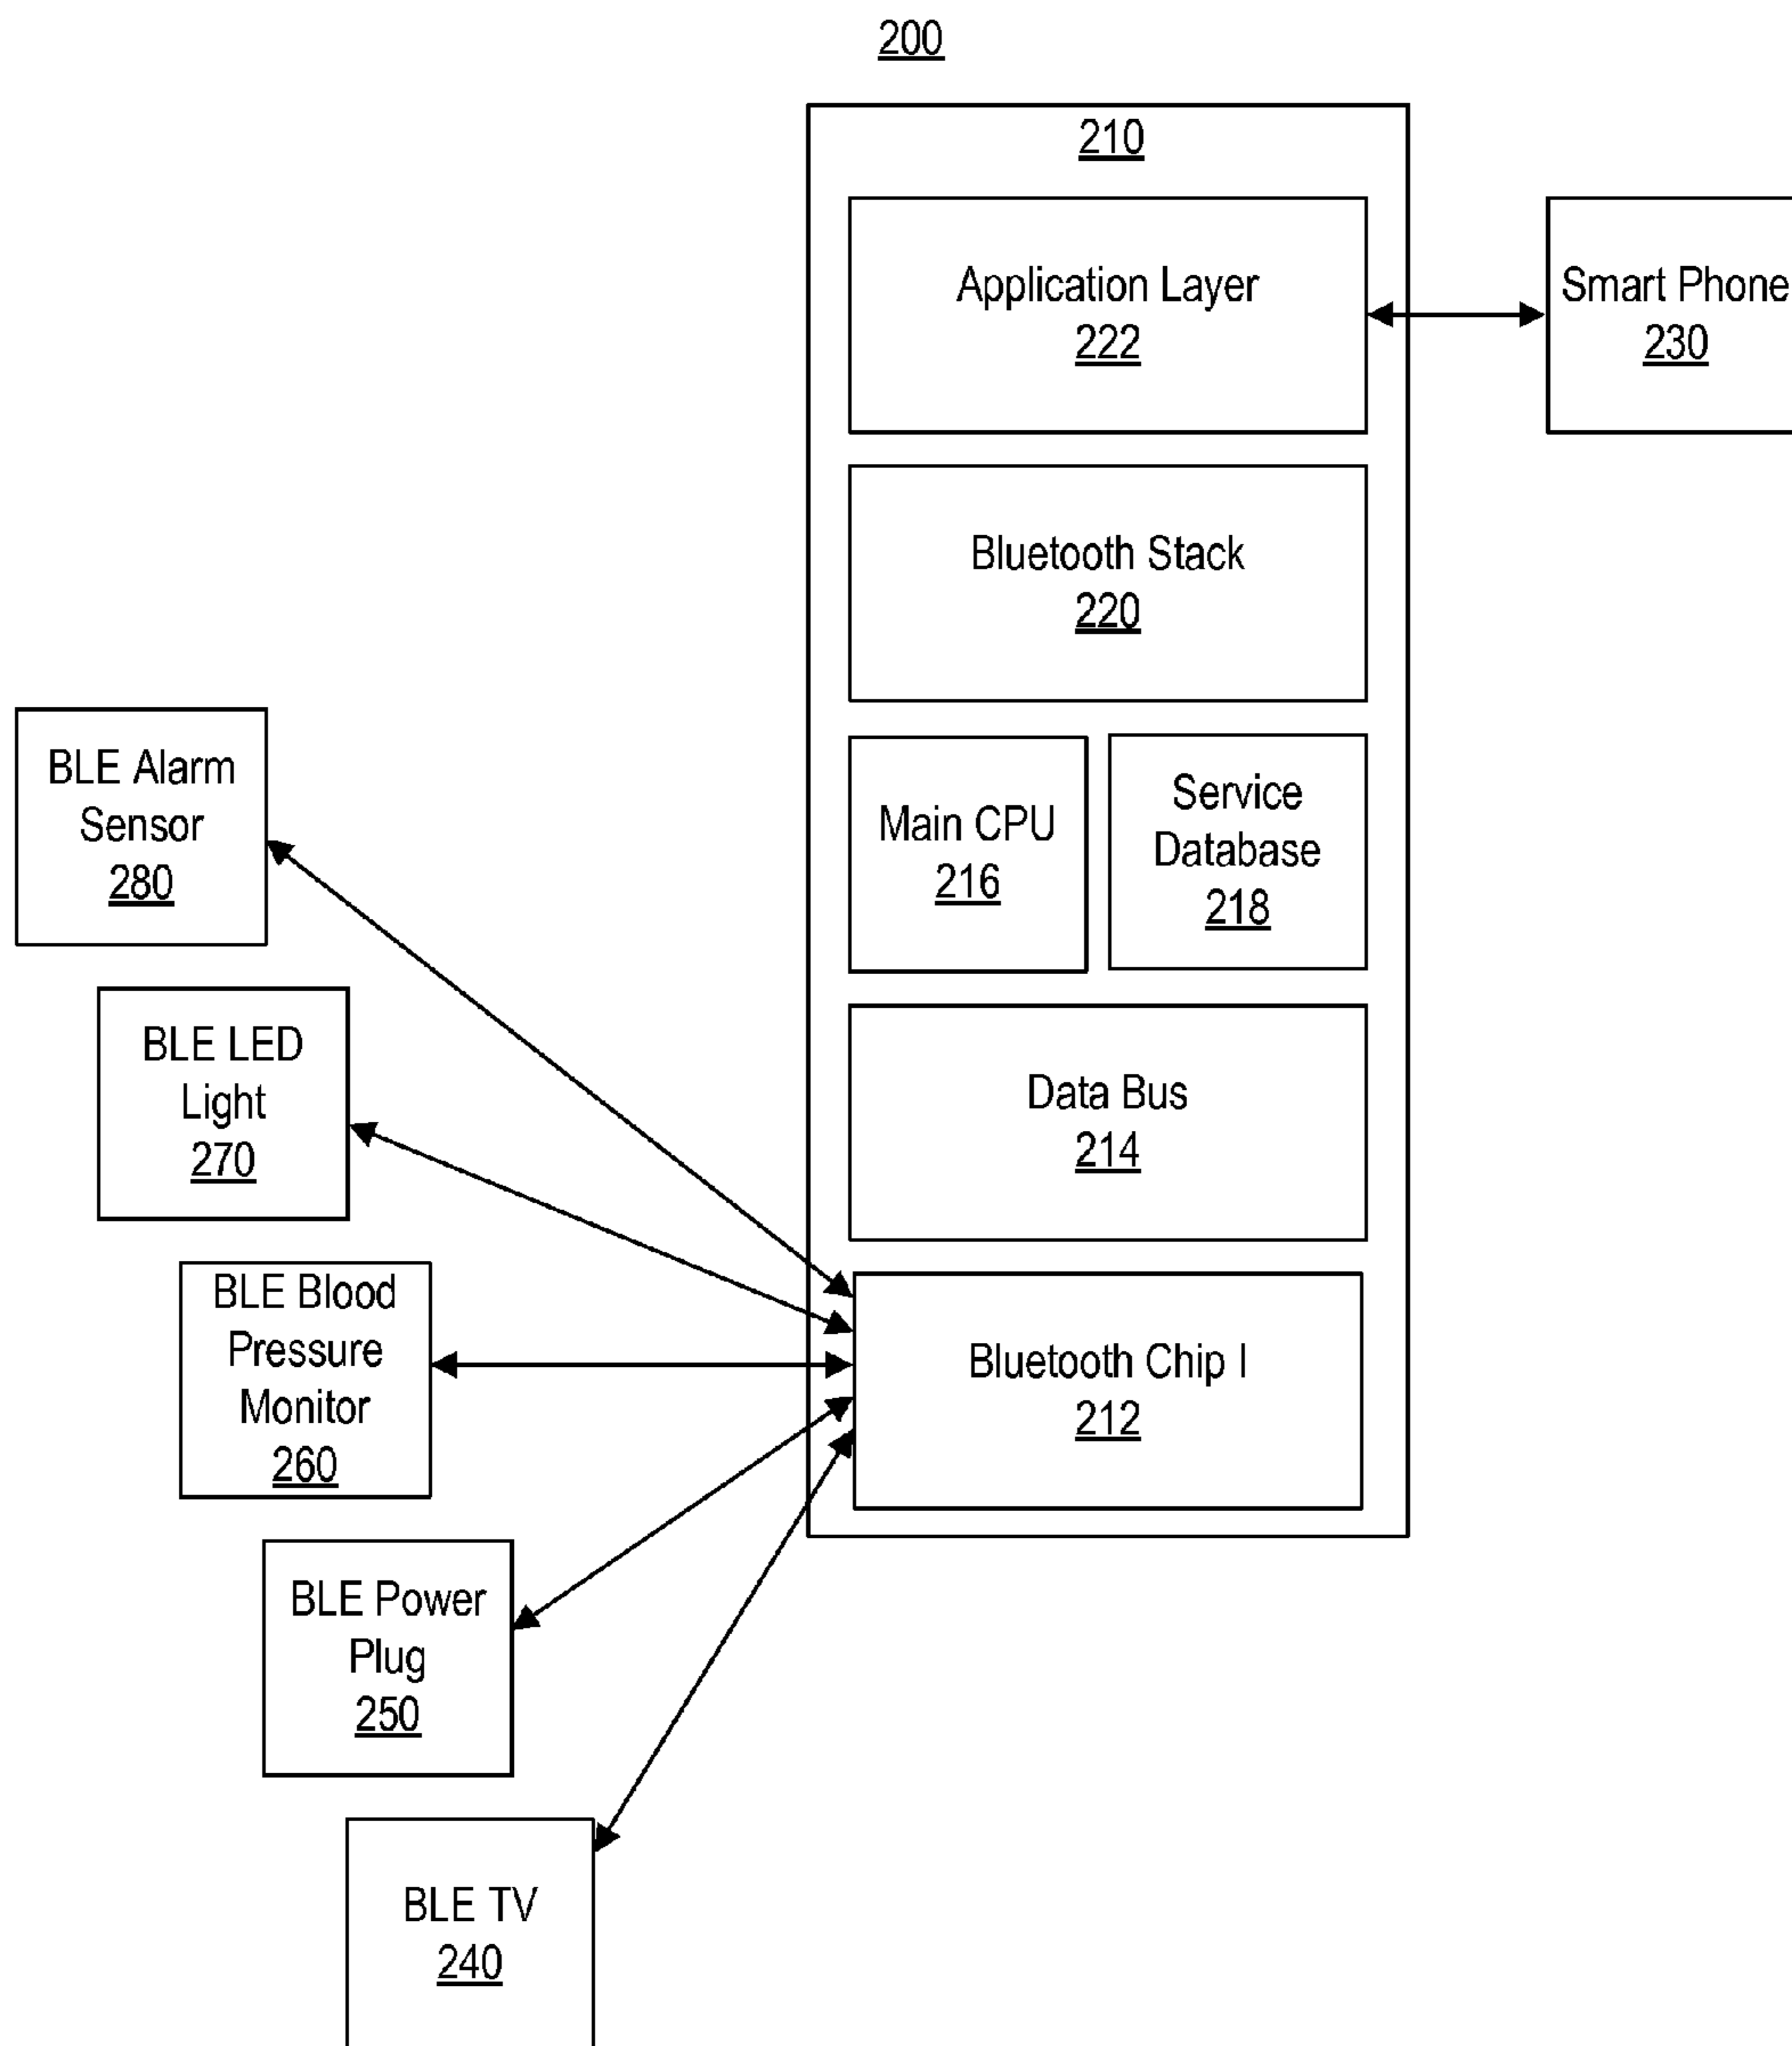 200
210
Application Layer
222
Smart Phone
230
Bluetooth Stack
220
BLE Alarm
Sensor
280
Main CPU
216
Service
Database
218
BLE LED
Light
270
Data Bus
214
BLE Blood
Pressure
Monitor
260
Bluetooth Chip I
212
BLE Power
Plug
250
BLE TV
240